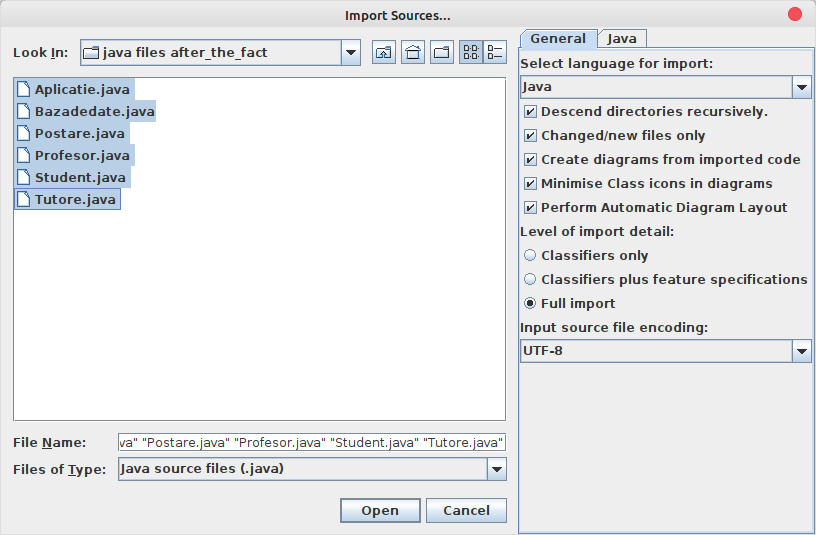 Import Sources...
Look In:
java files after_the_fact
Aplicatie.java
Bazadedate.java
Postare.java
Profesor.java
Student.java
Tutore.java
File Name:
va" "Postare.java" "Profesor.java" "Student.java" "Tutore.java"
Files of Type:
Java source files (.java)
Open
Cancel
General
Java
Select language for import:
Java
Descend directories recursively.
Changed/new files only
Create diagrams from imported code
Minimise Class icons in diagrams
Perform Automatic Diagram Layout
Level of import detail:
Classifiers only
Classifiers plus feature specifications
Full import
Input source file encoding:
UTF-8